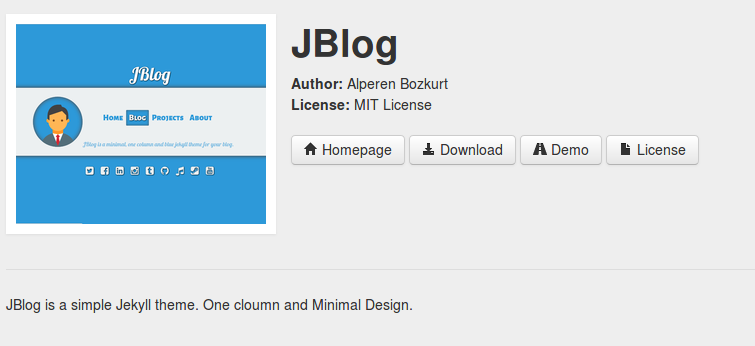 JBlog
Home Blog Projects About
JBlog is a minimal, one column and blue jekyll theme for your blog.
JBlog
Author: Alperen Bozkurt
License: MIT License
Homepage Download Demo License
JBlog is a simple Jekyll theme. One cloumn and Minimal Design.